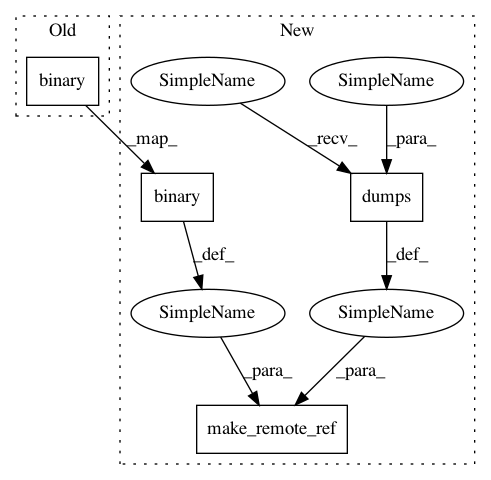 Old
New
binary
SimpleName
SimpleName
_map_
_recv_
_para_
binary
dumps
_def_
_def_
SimpleName
SimpleName
_para_
_para_
make_remote_ref